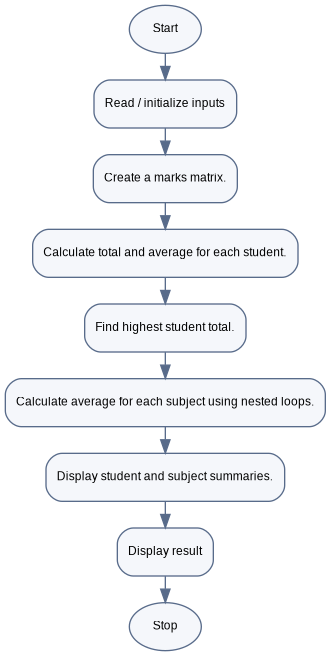 Start
Read / initialize inputs
Create a marks matrix.
Calculate total and average for each student.
Find highest student total.
Calculate average for each subject using nested loops.
Display student and subject summaries.
Display result
Stop